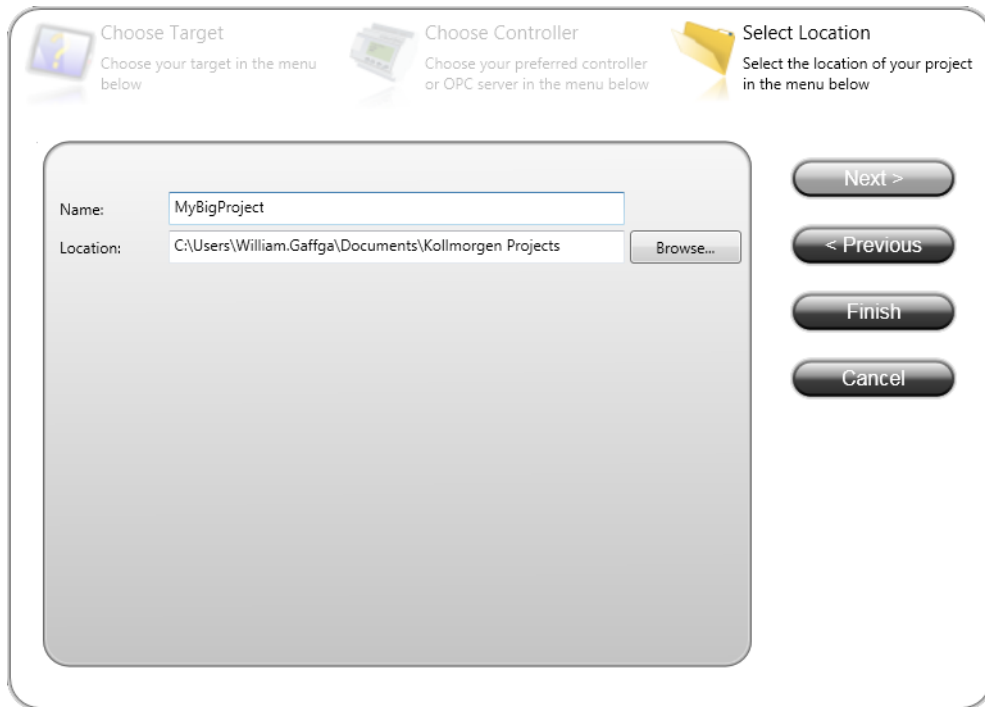 Choose Target
Choose your target in the menu
below
Choose Controller
Choose your preferred controller
or OPC server in the menu below
Select Location
Select the location of your project
in the menu below
Name:
MyBigProject
Location:
C:\Users\William.Gaffga\Documents\Kollmorgen Projects
Browse...
Next >
< Previous
Finish
Cancel